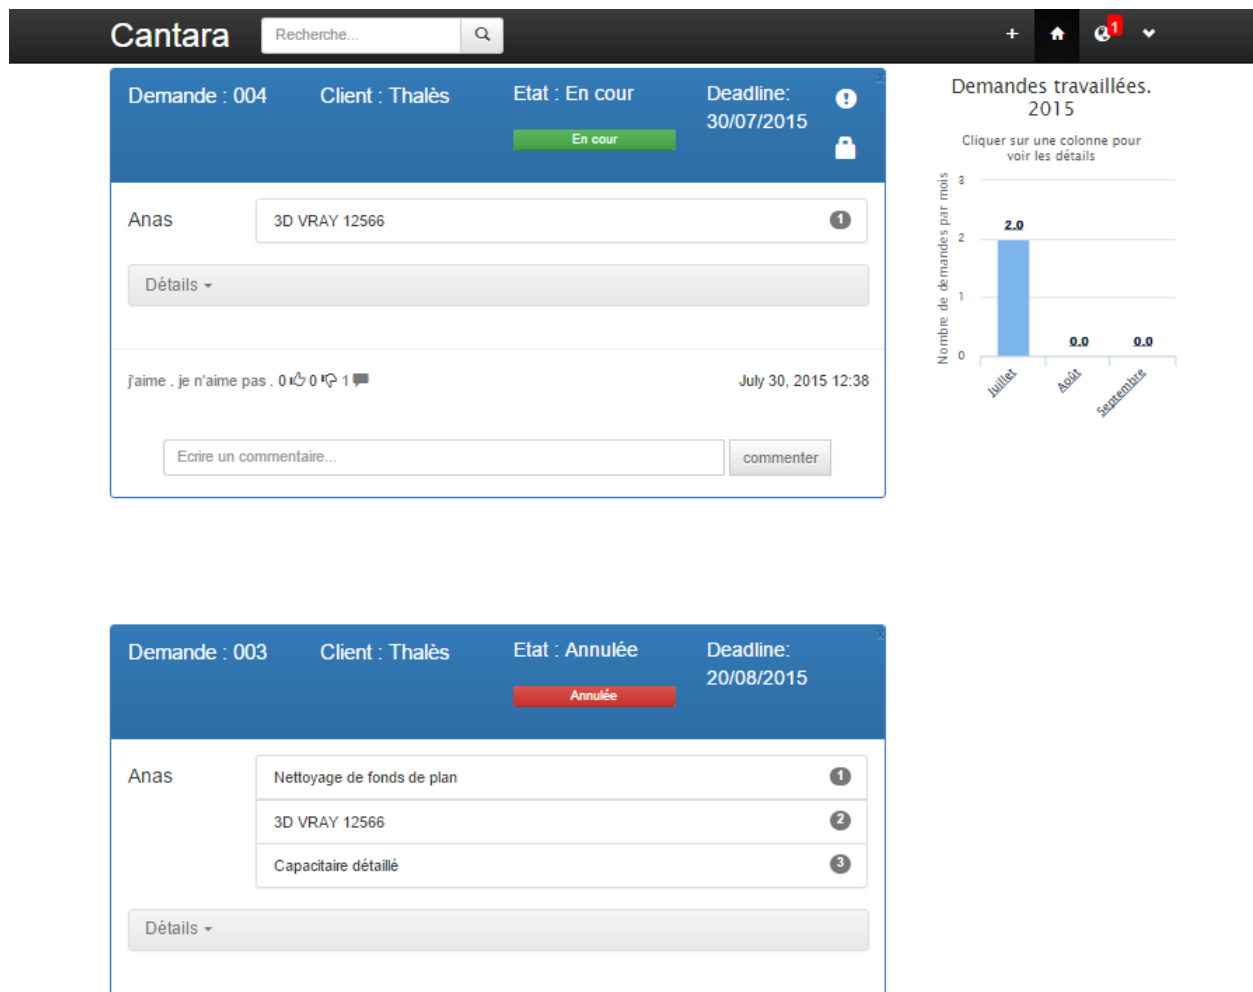 Cantara
Recherche...
1
Demande : 004
Client : Thalès
Etat : En cour
En cour
Deadline:
30/07/2015
Anas
3D VRAY 12566
1
Détails
j'aime . je n'aime pas . 0 0 1
July 30, 2015 12:38
Ecrire un commentaire...
commenter
Demandes travaillées.
2015
Cliquer sur une colonne pour
voir les détails
Nombre de demandes par mois
3
2
1
0
2.0
0.0
0.0
Juillet
Août
Septembre
Demande : 003
Client : Thalès
Etat : Annulée
Annulée
Deadline:
20/08/2015
Anas
Nettoyage de fonds de plan
1
3D VRAY 12566
2
Capacitaire détaillé
3
Détails